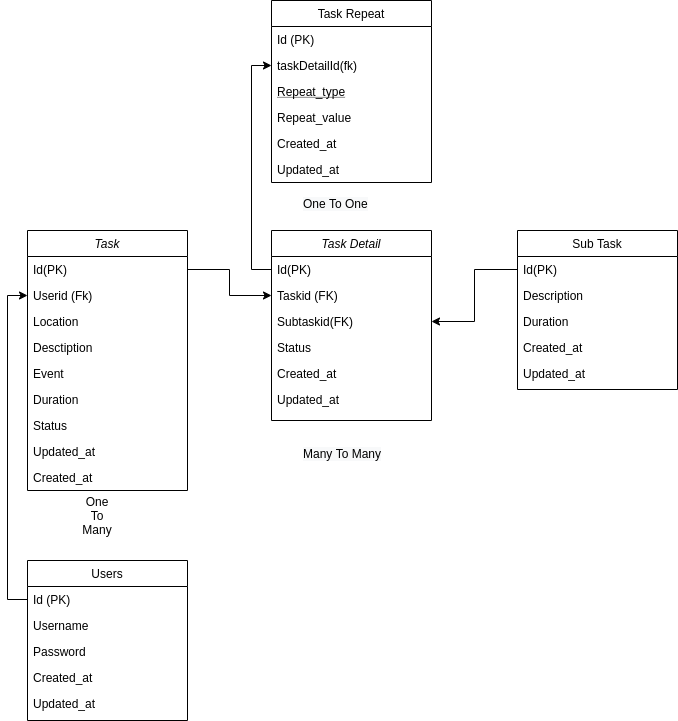 Task Repeat
Id (PK)
taskDetailId(fk)
Repeat_type
Repeat_value
Created_at
Updated_at
One To One
Task
Id(PK)
Userid (Fk)
Location
Desctiption
Event
Duration
Status
Updated_at
Created_at
One
To
Many
Task Detail
Id(PK)
Taskid (FK)
Subtaskid(FK)
Status
Created_at
Updated_at
Many To Many
Sub Task
Id(PK)
Description
Duration
Created_at
Updated_at
Users
Id (PK)
Username
Password
Created_at
Updated_at